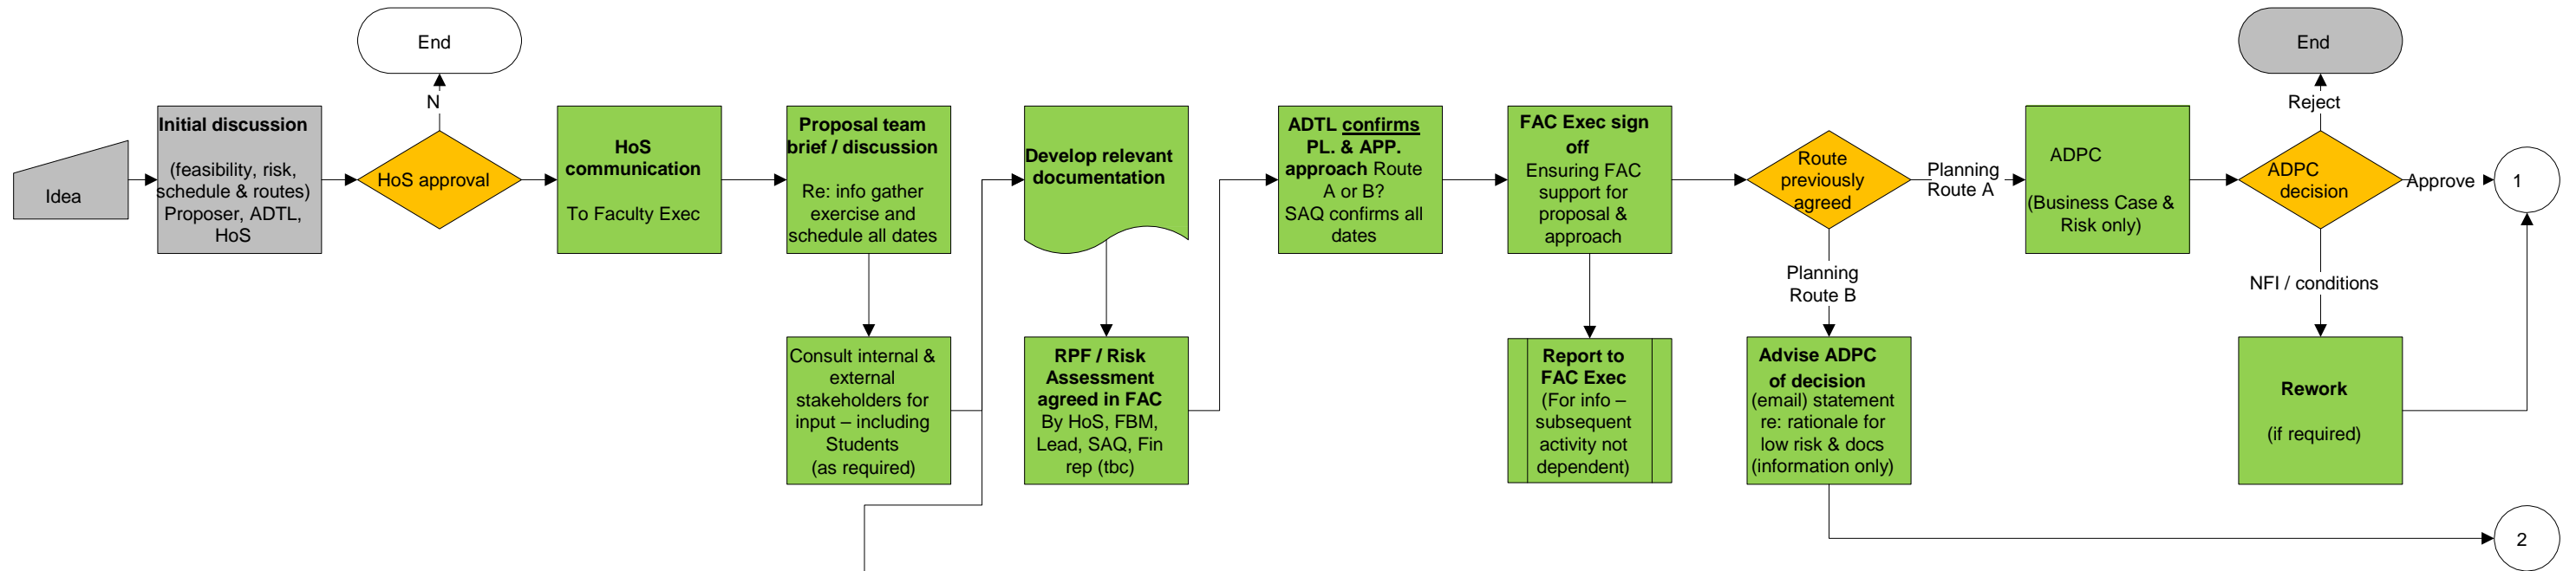 End
N
Idea
Initial discussion
(feasibility, risk,
schedule & routes)
Proposer, ADTL,
HoS
HoS approval
HoS
communication
To Faculty Exec
Proposal team
brief / discussion
Re: info gather
exercise and
schedule all dates
Consult internal &
external
stakeholders for
input – including
Students
(as required)
Develop relevant
documentation
RPF / Risk
Assessment
agreed in FAC
By HoS, FBM,
Lead, SAQ, Fin
rep (tbc)
ADTL confirms
PL. & APP.
approach Route
A or B?
SAQ confirms all
dates
FAC Exec sign
off
Ensuring FAC
support for
proposal &
approach
Report to
FAC Exec
(For info –
subsequent
activity not
dependent)
Route
previously
agreed
Planning
Route A
Planning
Route B
Advise ADPC
of decision
(email) statement
re: rationale for
low risk & docs
(information only)
ADPC
(Business Case &
Risk only)
End
Reject
ADPC
decision
Approve
1
NFI / conditions
Rework
(if required)
2